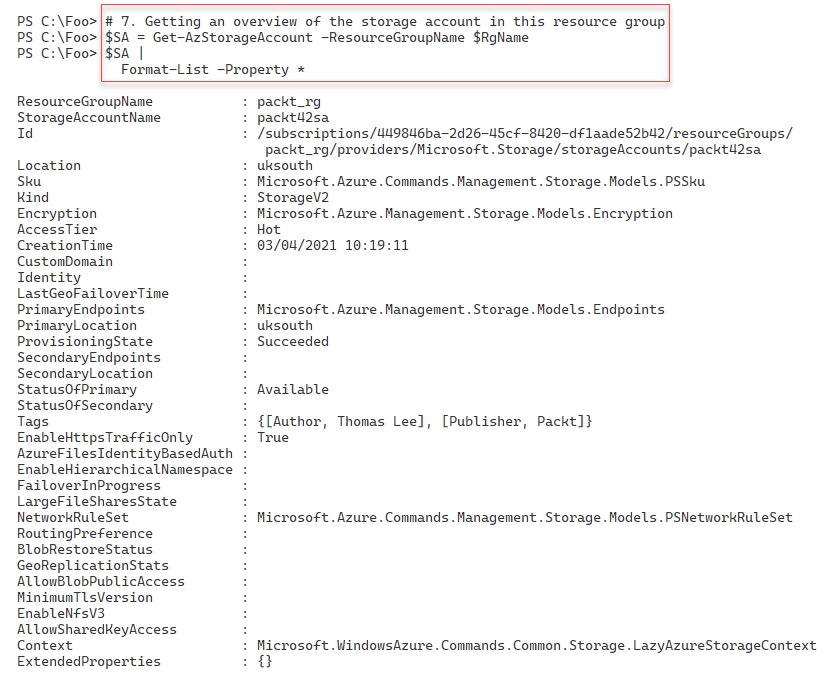 PS C:\Foo> # 7. Getting an overview of the storage account in this resource group
PS C:\Foo> $SA = Get-AzStorageAccount -ResourceGroupName $RgName
PS C:\Foo> $SA |
Format-List -Property *
ResourceGroupName : packt_rg
StorageAccountName : packt42sa
Id : /subscriptions/449846ba-2d26-45cf-8420-df1aade52b42/resourceGroups/
packt_rg/providers/Microsoft.Storage/storageAccounts/packt42sa
Location : uksouth
Sku : Microsoft.Azure.Commands.Management.Storage.Models.PSSku
Kind : StorageV2
Encryption : Microsoft.Azure.Management.Storage.Models.Encryption
AccessTier : Hot
CreationTime : 03/04/2021 10:19:11
CustomDomain :
Identity :
LastGeoFailoverTime :
PrimaryEndpoints : Microsoft.Azure.Management.Storage.Models.Endpoints
PrimaryLocation : uksouth
ProvisioningState : Succeeded
SecondaryEndpoints :
SecondaryLocation :
StatusOfPrimary : Available
StatusOfSecondary :
Tags : {[Author, Thomas Lee], [Publisher, Packt]}
EnableHttpsTrafficOnly : True
AzureFilesIdentityBasedAuth :
EnableHierarchicalNamespace :
FailoverInProgress :
LargeFileSharesState :
NetworkRuleSet : Microsoft.Azure.Commands.Management.Storage.Models.PSNetworkRuleSet
RoutingPreference :
BlobRestoreStatus :
GeoReplicationStats :
AllowBlobPublicAccess :
MinimumTlsVersion :
EnableNfsV3 :
AllowSharedKeyAccess :
Context : Microsoft.WindowsAzure.Commands.Common.Storage.LazyAzureStorageContext
ExtendedProperties : {}